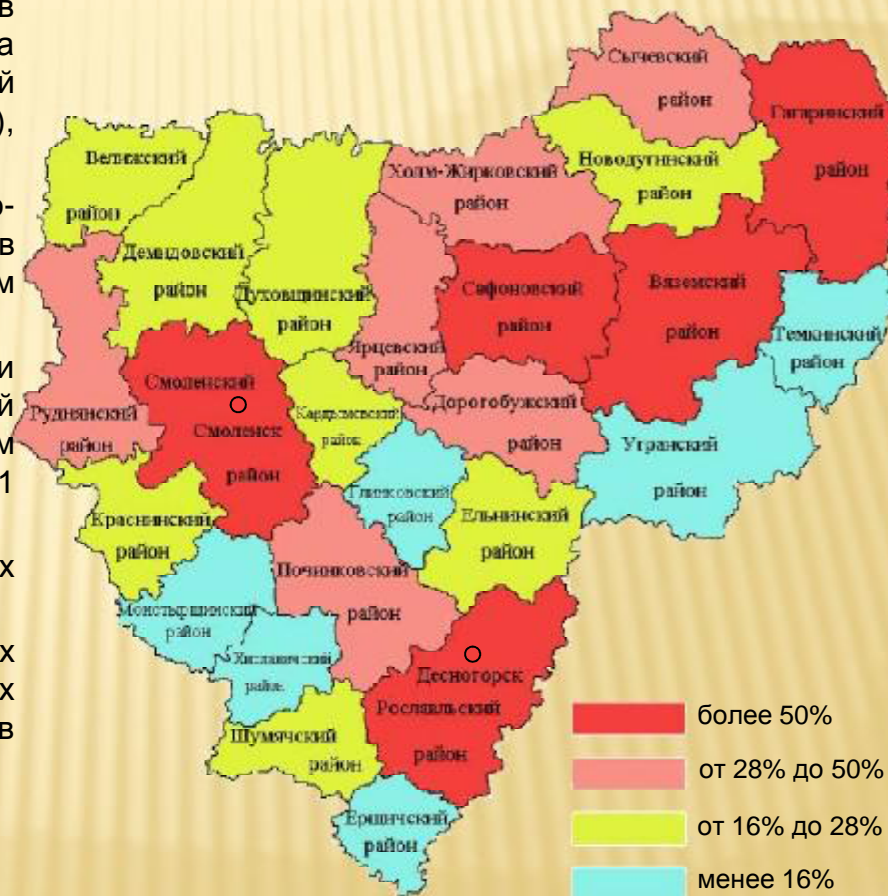 в
а
й
),
о-
в
м
и
й
м
1
х
х
х
в
Сычевский
район
Гагаринский
район
Велижский
район
Холм-Жирковский
район
Новодугинский
район
Демидовский
район
Духовщинский
район
Сафоновский
район
Вяземский
район
Ярцевский
район
Темкинский
район
Смоленский
Смоленск
район
Руднянский
район
Кардымовский
район
Дорогобужский
район
Угранский
район
Глинковский
район
Ельнинский
район
Краснинский
район
Починковский
район
Монстырщинский
район
Хиславичский
район
Десногорск
Рославльский
район
Шумячский
район
Ершичский
район
более 50%
от 28% до 50%
от 16% до 28%
менее 16%